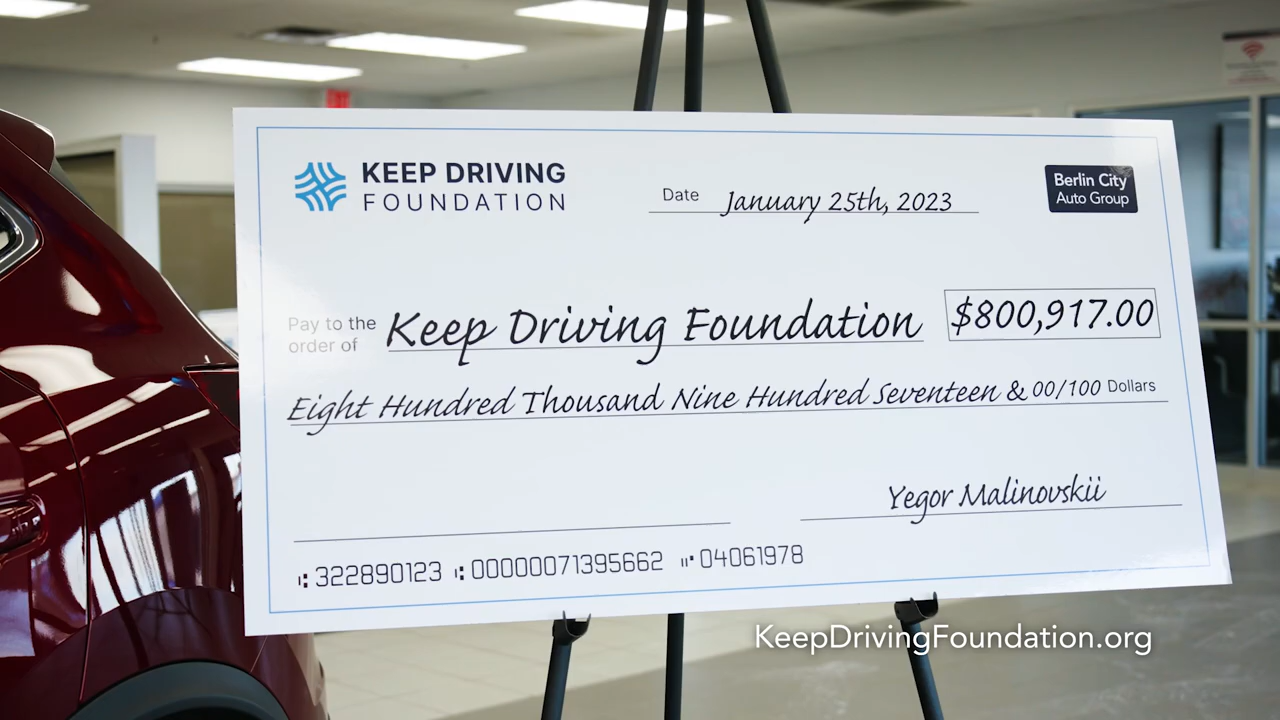 KEEP DRIVING
FOUNDATION
Date January 25th, 2023
Berlin City
Auto Group
Pay to the
order of
Keep Driving Foundation
$800,917.00
Eight Hundred Thousand Nine Hundred Seventeen & 00/100 Dollars
Yegor Malinovskii
⑆322890123 ⑆00000071395662 ⑈04061978
KeepDrivingFoundation.org